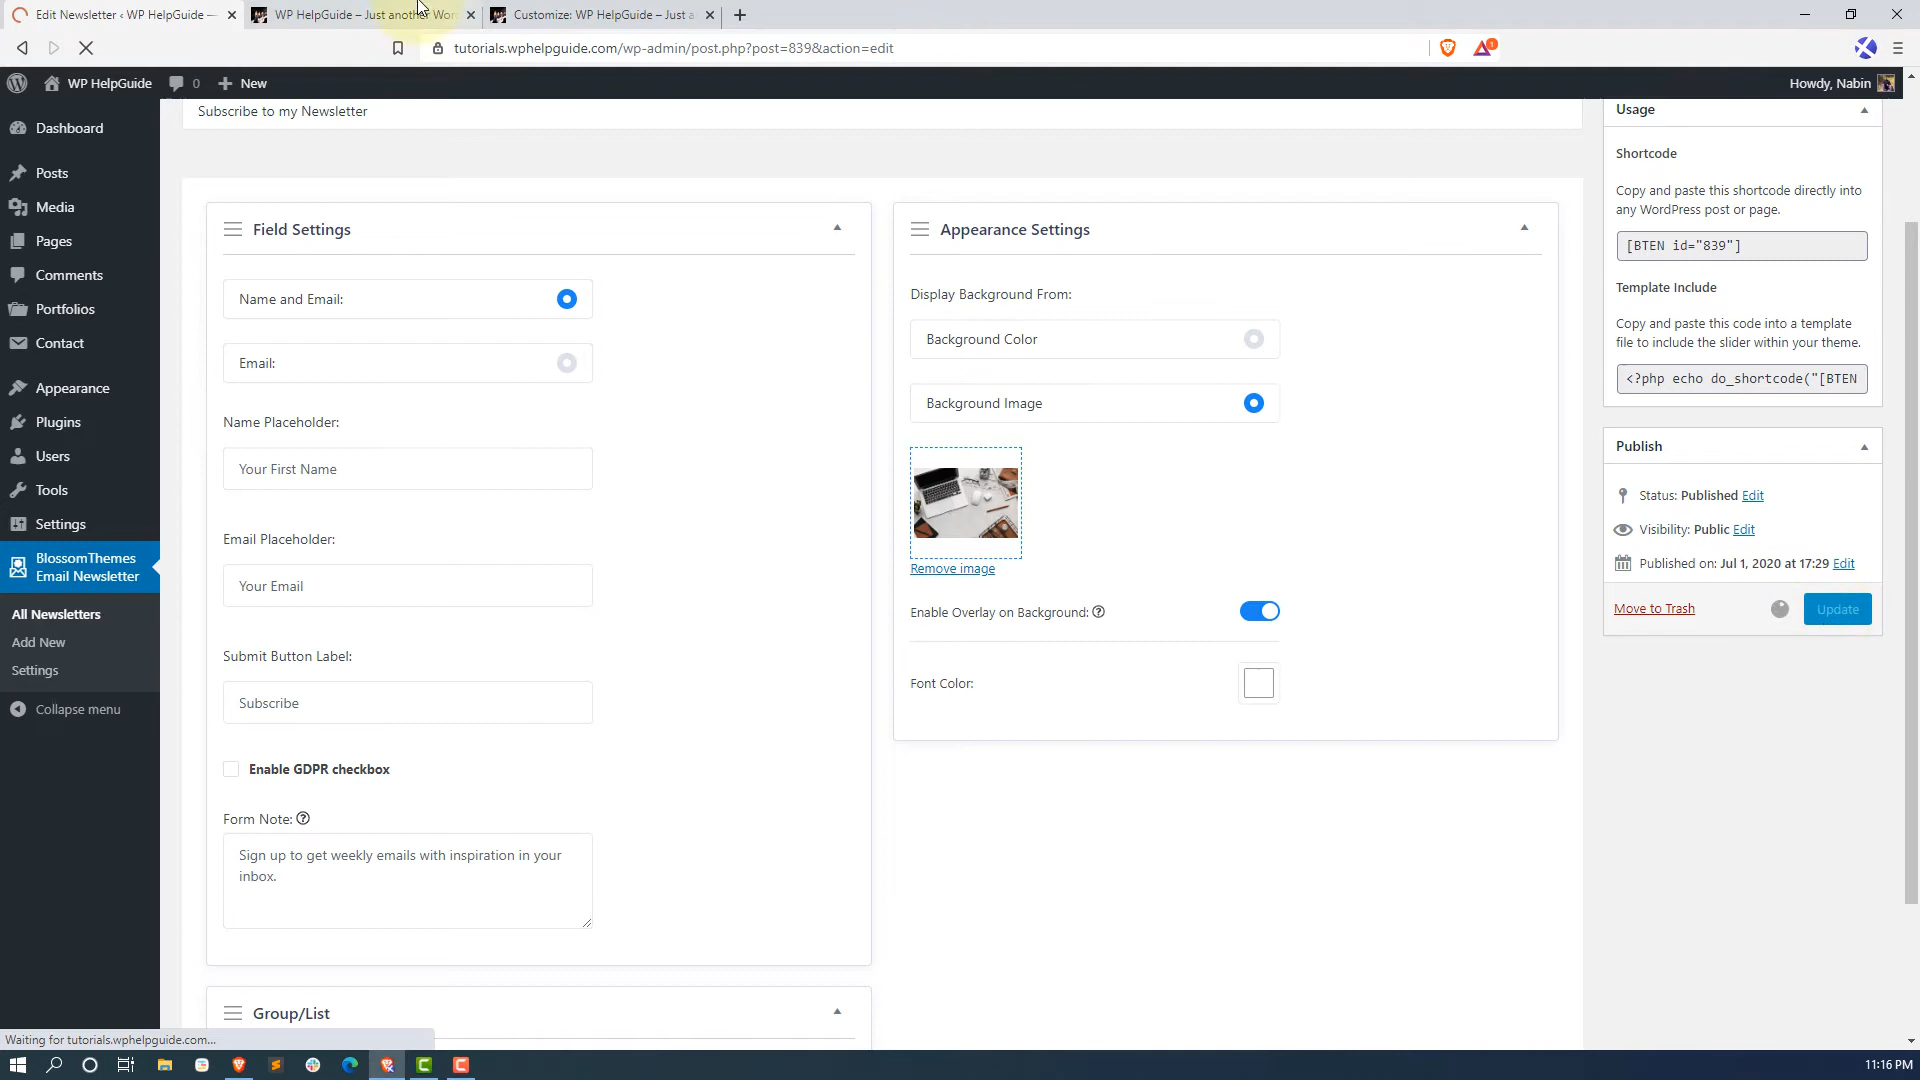 Edit Newsletter ‹ WP HelpGuide —
WP HelpGuide – Just another Wor
Customize: WP HelpGuide – Just a
tutorials.wphelpguide.com/wp-admin/post.php?post=839&action=edit
1
WP HelpGuide
0
New
Howdy, Nabin
Dashboard
Posts
Media
Pages
Comments
Portfolios
Contact
Appearance
Plugins
Users
Tools
Settings
BlossomThemes
Email Newsletter
All Newsletters
Add New
Settings
Collapse menu
Subscribe to my Newsletter
Field Settings
Name and Email:
Email:
Name Placeholder:
Your First Name
Email Placeholder:
Your Email
Submit Button Label:
Subscribe
Enable GDPR checkbox
Form Note:
Sign up to get weekly emails with inspiration in your
inbox.
Group/List
Appearance Settings
Display Background From:
Background Color
Background Image
Remove image
Enable Overlay on Background:
Font Color:
Usage
Shortcode
Copy and paste this shortcode directly into
any WordPress post or page.
[BTEN id="839"]
Template Include
Copy and paste this code into a template
file to include the slider within your theme.
<?php echo do_shortcode("[BTEN
Publish
Status: Published Edit
Visibility: Public Edit
Published on: Jul 1, 2020 at 17:29 Edit
Move to Trash
Update
Waiting for tutorials.wphelpguide.com...
11:16 PM